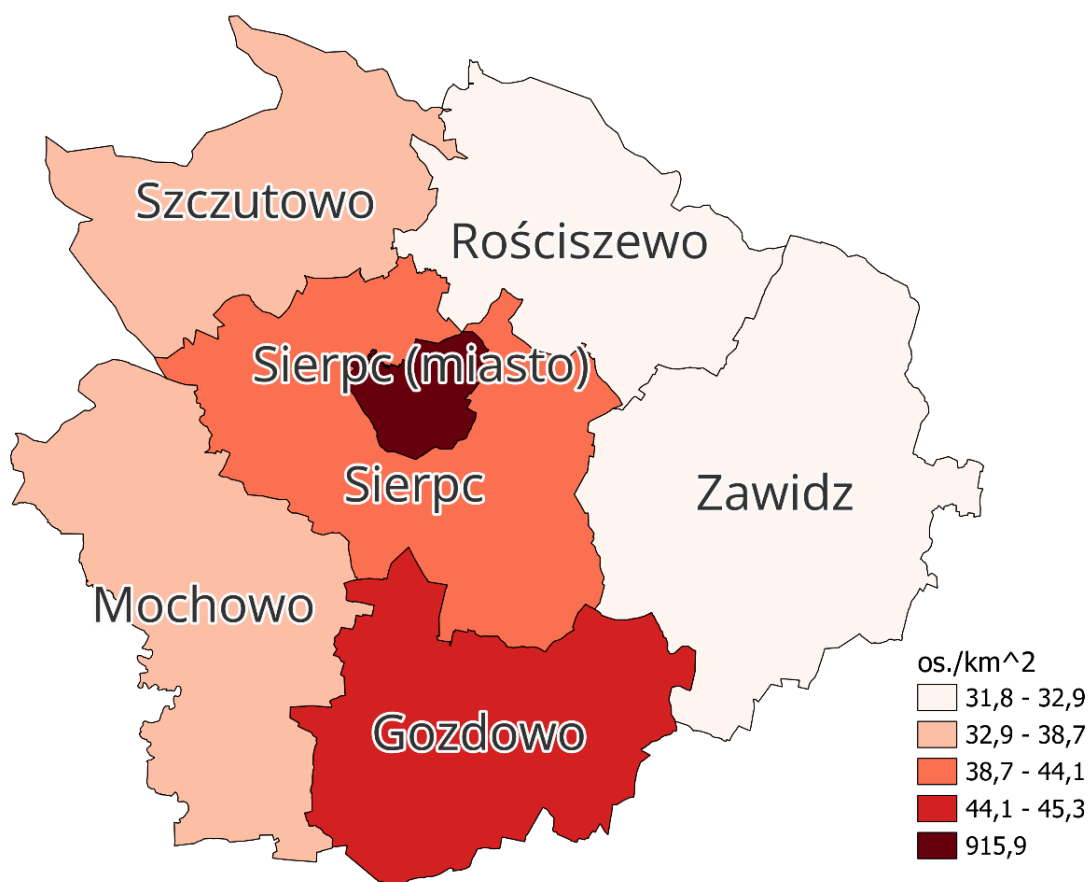 Szczutowo
Rościszewo
Sierpc (miasto)
Sierpc
Zawidz
Mochowo
Gozdowo
os./km^2
31,8 - 32,9
32,9 - 38,7
38,7 - 44,1
44,1 - 45,3
915,9